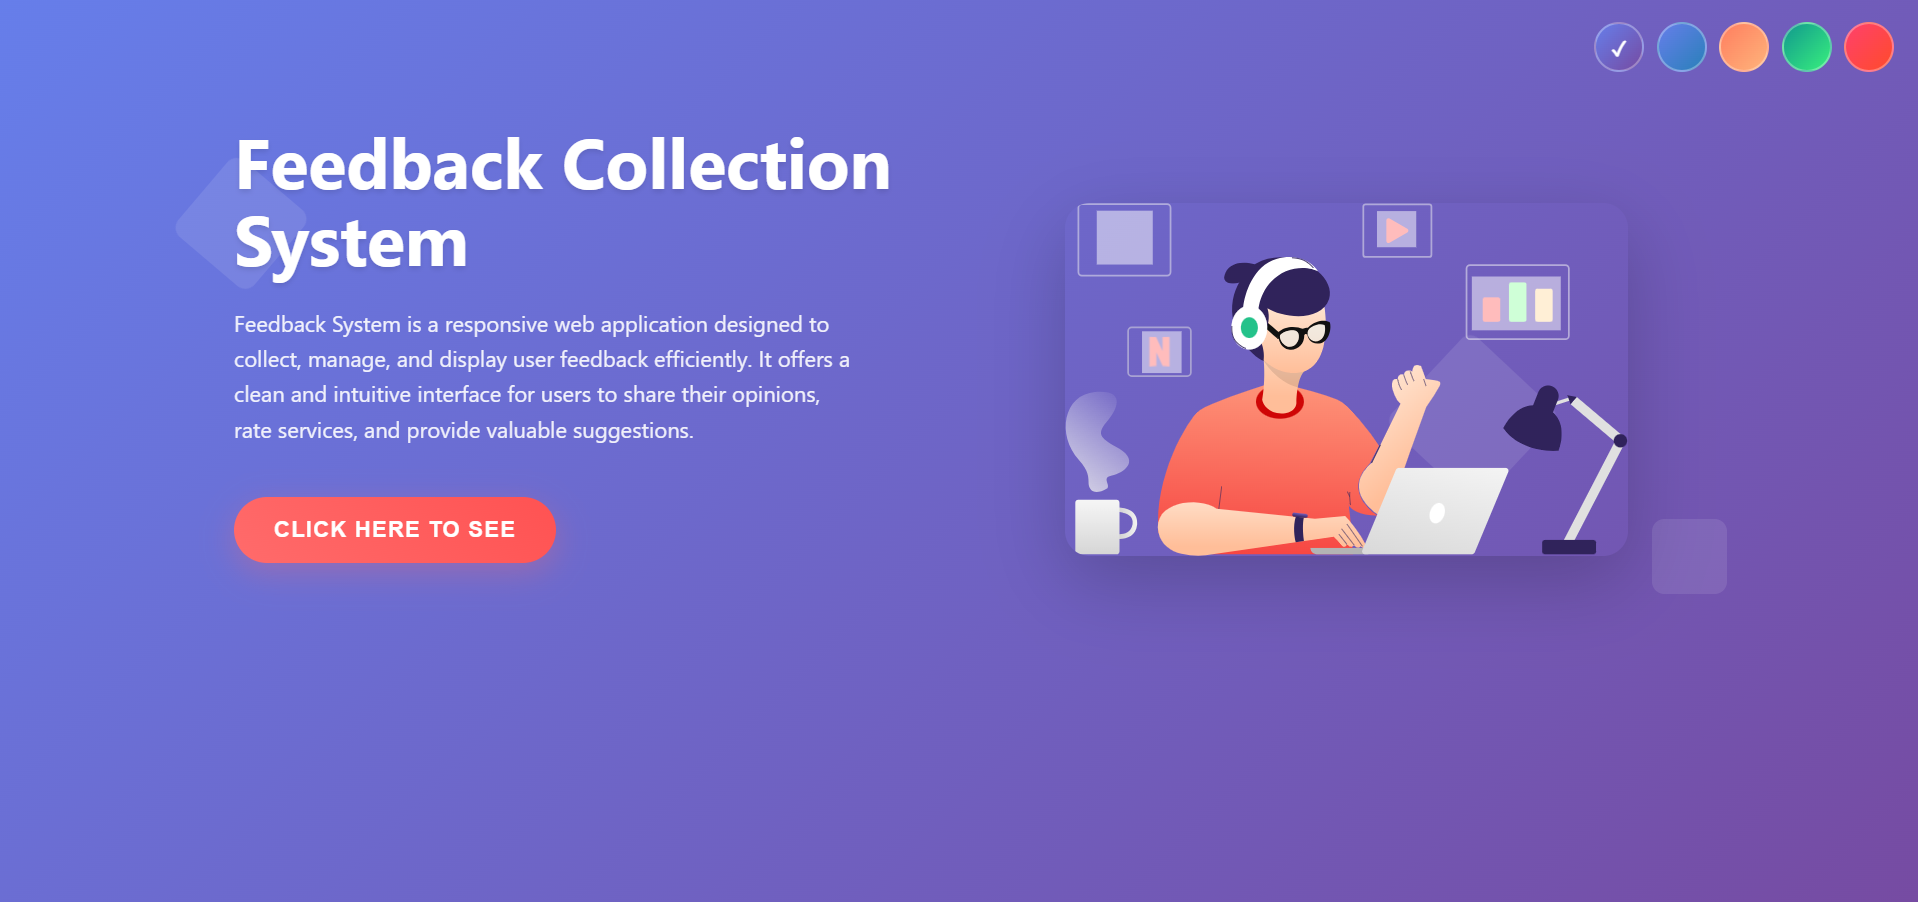 ✓
Feedback Collection
System
Feedback System is a responsive web application designed to
collect, manage, and display user feedback efficiently. It offers a
clean and intuitive interface for users to share their opinions,
rate services, and provide valuable suggestions.
CLICK HERE TO SEE
N